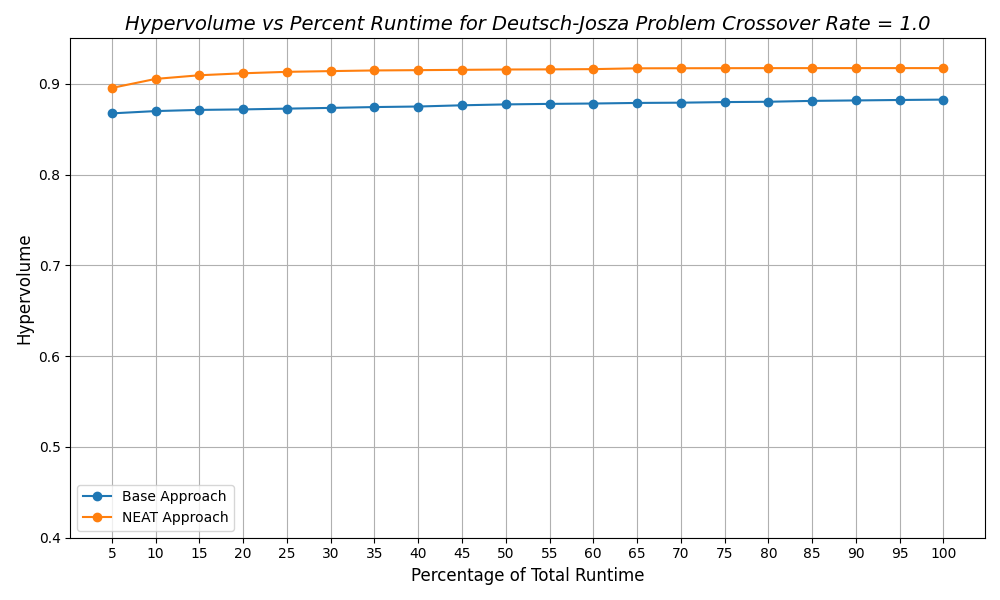 Hypervolume vs Percent Runtime for Deutsch-Josza Problem Crossover Rate = 1.0
Hypervolume
0.9
0.8
0.7
0.6
0.5
0.4
Base Approach
NEAT Approach
5 10 15 20 25 30 35 40 45 50 55 60 65 70 75 80 85 90 95 100
Percentage of Total Runtime